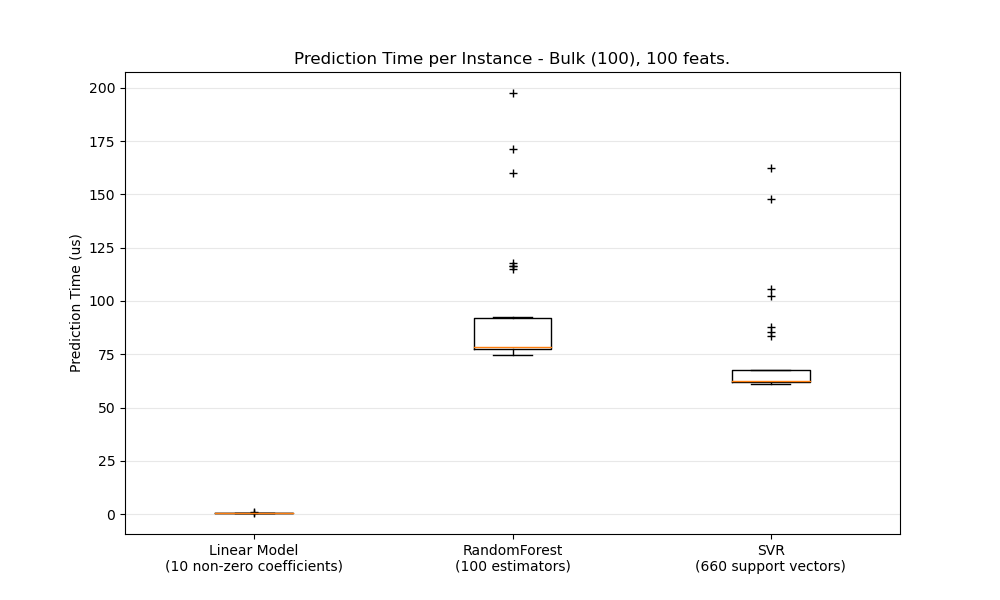 Prediction Time per Instance - Bulk (100), 100 feats.
200
175
150
125
100
75
50
25
0
Prediction Time (us)
Linear Model
(10 non-zero coefficients)
RandomForest
(100 estimators)
SVR
(660 support vectors)